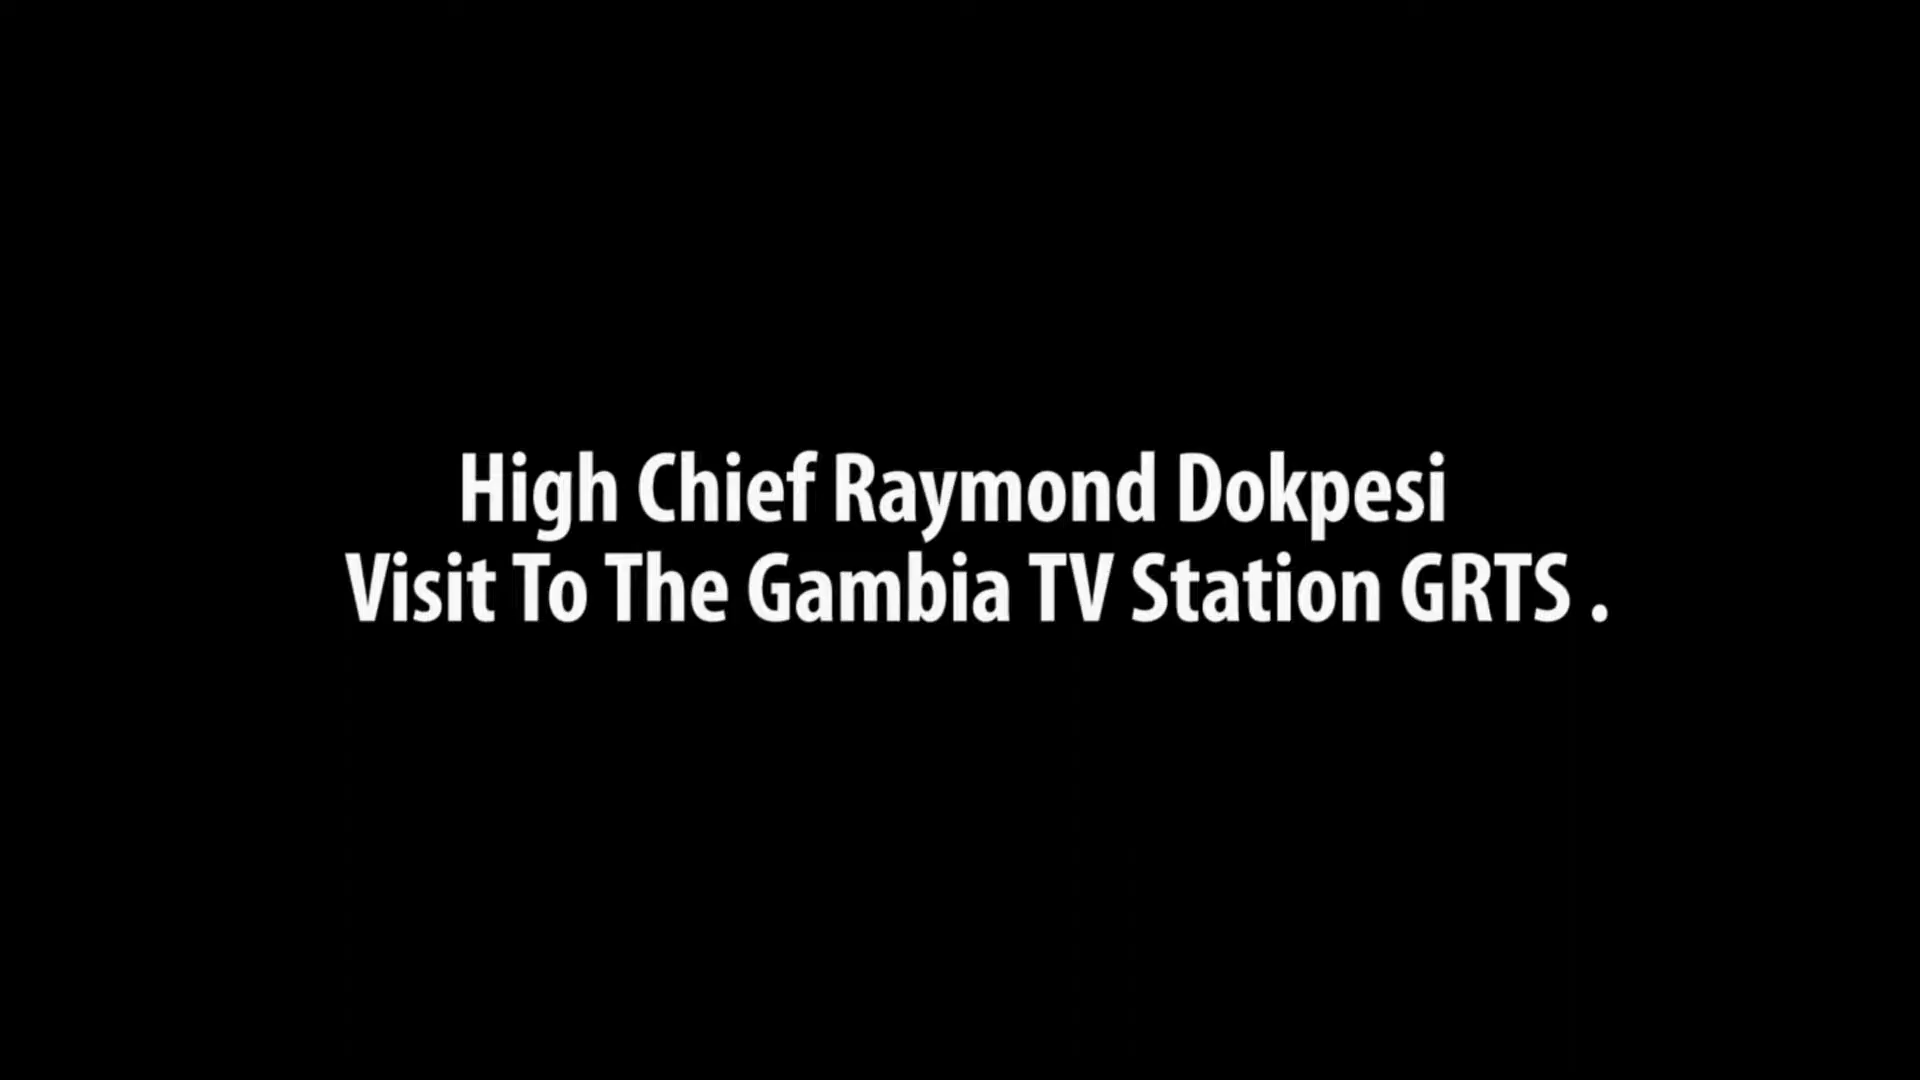 High Chief Raymond Dokpesi
Visit To The Gambia TV Station GRTS .